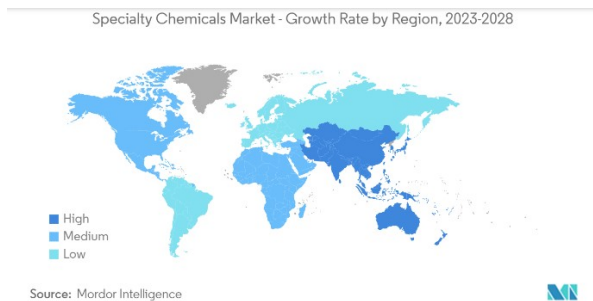 Specialty Chemicals Market - Growth Rate by Region, 2023-2028
High
Medium
Low
Source: Mordor Intelligence